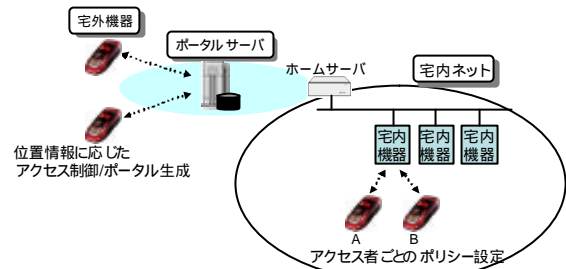 宅外機器
ポータルサーバ
ホームサーバ
宅内ネット
宅内
機器
宅内
機器
宅内
機器
位置情報に応じた
アクセス制御/ポータル生成
A
B
アクセス者ごとのポリシー設定